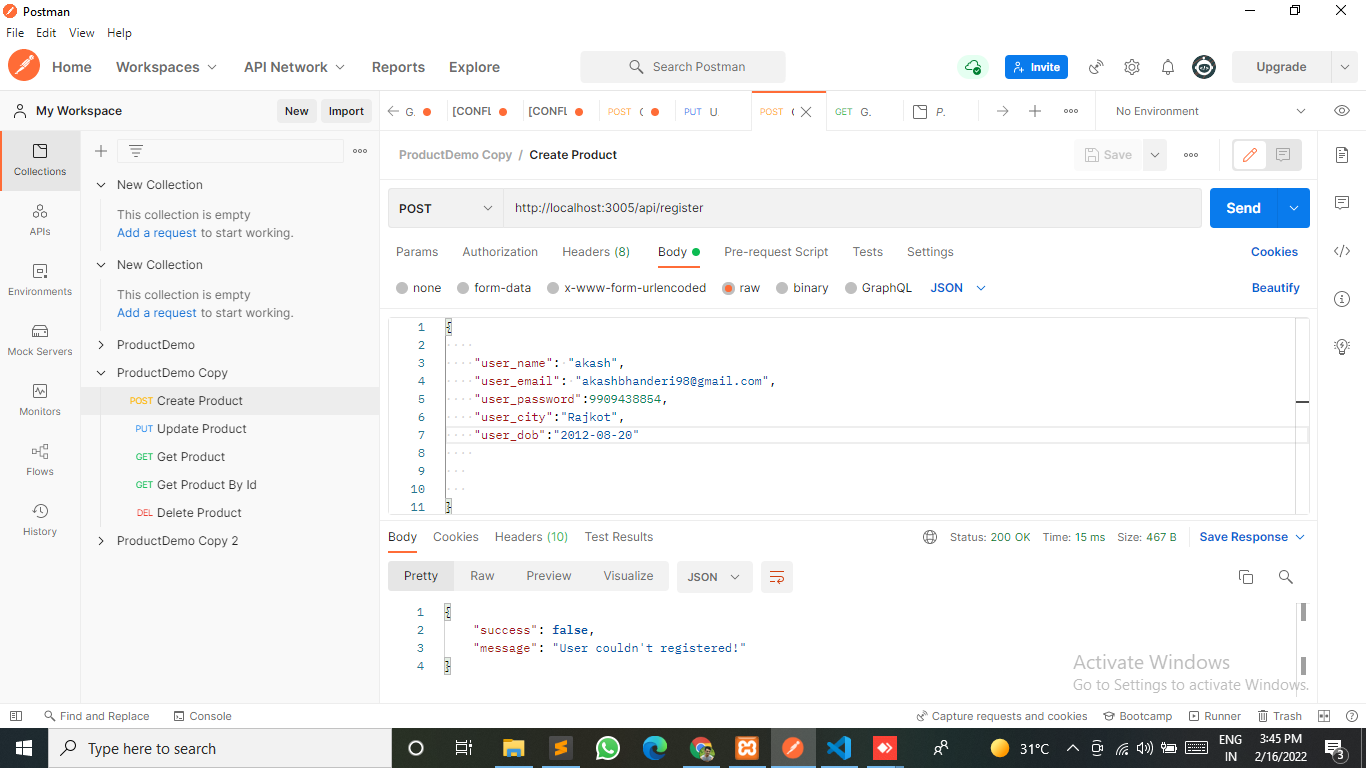 Postman
File Edit View Help
Home Workspaces API Network Reports Explore Search Postman Invite Upgrade
My Workspace New Import
G. [CONFL [CONFL POST PUT U POST GET G. P. No Environment
Collections
APIs
Environments
Mock Servers
Monitors
Flows
History
New Collection
This collection is empty
Add a request to start working.
New Collection
This collection is empty
Add a request to start working.
ProductDemo
ProductDemo Copy
POST Create Product
PUT Update Product
GET Get Product
GET Get Product By Id
DEL Delete Product
ProductDemo Copy 2
ProductDemo Copy / Create Product Save
POST http://localhost:3005/api/register Send
Params Authorization Headers (8) Body Pre-request Script Tests Settings Cookies
none form-data x-www-form-urlencoded raw binary GraphQL JSON Beautify
1 {
2
3 "user_name": "akash",
4 "user_email": "akashbhanderi98@gmail.com",
5 "user_password":9909438854,
6 "user_city":"Rajkot",
7 "user_dob":"2012-08-20"
8
9
10
11 }
Body Cookies Headers (10) Test Results Status: 200 OK Time: 15 ms Size: 467 B Save Response
Pretty Raw Preview Visualize JSON
1 {
2 "success": false,
3 "message": "User couldn't registered!"
4 }
Activate Windows
Go to Settings to activate Windows.
Find and Replace Console Capture requests and cookies Bootcamp Runner Trash
Type here to search 31°C ENG
IN
3:45 PM
2/16/2022
3